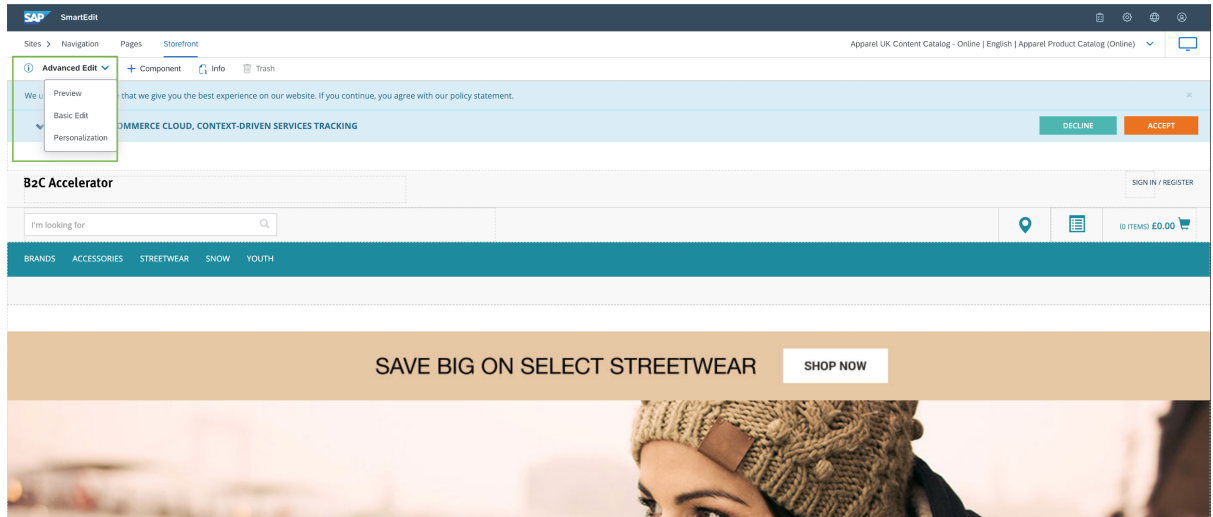 SAP SmartEdit
Sites > Navigation Pages Storefront Apparel UK Content Catalog - Online | English | Apparel Product Catalog (Online)
Advanced Edit + Component Info Trash
Preview
Basic Edit
Personalization
We u that we give you the best experience on our website. If you continue, you agree with our policy statement. ×
OMMERCE CLOUD, CONTEXT-DRIVEN SERVICES TRACKING DECLINE ACCEPT
B2C Accelerator SIGN IN / REGISTER
I'm looking for (0 ITEMS) £0.00
BRANDS ACCESSORIES STREETWEAR SNOW YOUTH
SAVE BIG ON SELECT STREETWEAR SHOP NOW